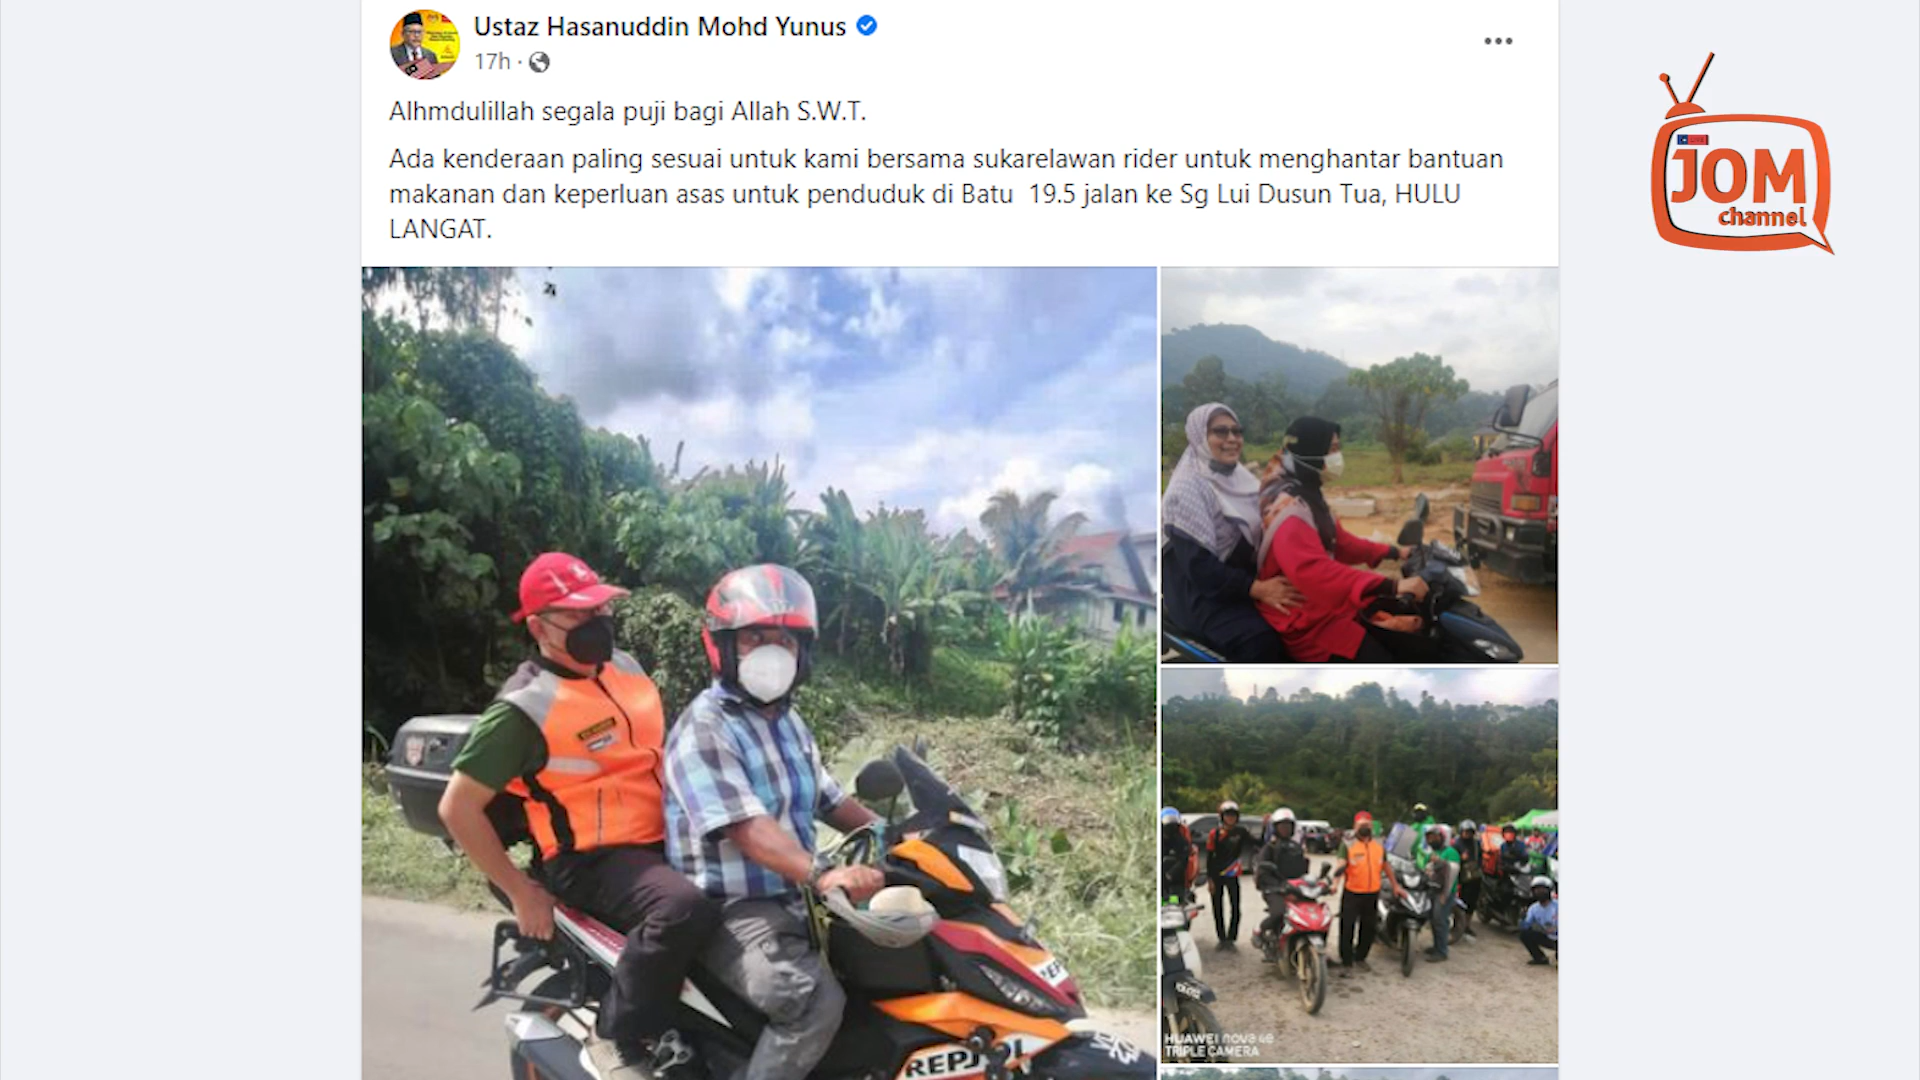 Ustaz Hasanuddin Mohd Yunus
17h ·
Alhmdulillah segala puji bagi Allah S.W.T.
Ada kenderaan paling sesuai untuk kami bersama sukarelawan rider untuk menghantar bantuan
makanan dan keperluan asas untuk penduduk di Batu 19.5 jalan ke Sg Lui Dusun Tua, HULU
LANGAT.
JOM
channel
REPSOL
HUAWEI nova 4e
TRIPLE CAMERA